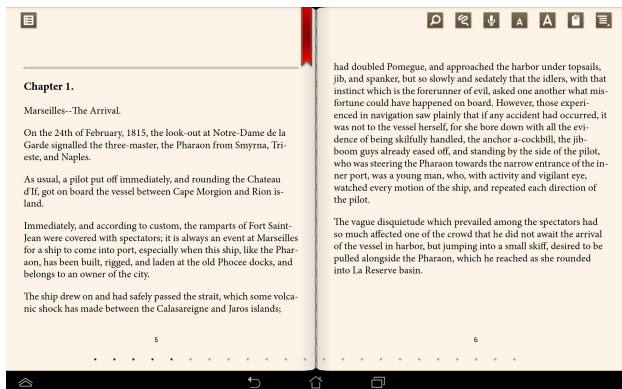 Chapter 1.
Marseilles--The Arrival.
On the 24th of February, 1815, the look-out at Notre-Dame de la
Garde signalled the three-master, the Pharaon from Smyrna, Tri-
este, and Naples.
As usual, a pilot put off immediately, and rounding the Chateau
d'If, got on board the vessel between Cape Morgion and Rion is-
land.
Immediately, and according to custom, the ramparts of Fort Saint-
Jean were covered with spectators; it is always an event at Marseilles
for a ship to come into port, especially when this ship, like the Phar-
aon, has been built, rigged, and laden at the old Phocee docks, and
belongs to an owner of the city.
The ship drew on and had safely passed the strait, which some volca-
nic shock has made between the Calasareigne and Jaros islands;
5
had doubled Pomegue, and approached the harbor under topsails,
jib, and spanker, but so slowly and sedately that the idlers, with that
instinct which is the forerunner of evil, asked one another what mis-
fortune could have happened on board. However, those experi-
enced in navigation saw plainly that if any accident had occurred, it
was not to the vessel herself, for she bore down with all the evi-
dence of being skilfully handled, the anchor a-cockbill, the jib-
boom guys already eased off, and standing by the side of the pilot,
who was steering the Pharaon towards the narrow entrance of the in-
ner port, was a young man, who, with activity and vigilant eye,
watched every motion of the ship, and repeated each direction of
the pilot.
The vague disquietude which prevailed among the spectators had
so much affected one of the crowd that he did not await the arrival
of the vessel in harbor, but jumping into a small skiff, desired to be
pulled alongside the Pharaon, which he reached as she rounded
into La Reserve basin.
6
A
A